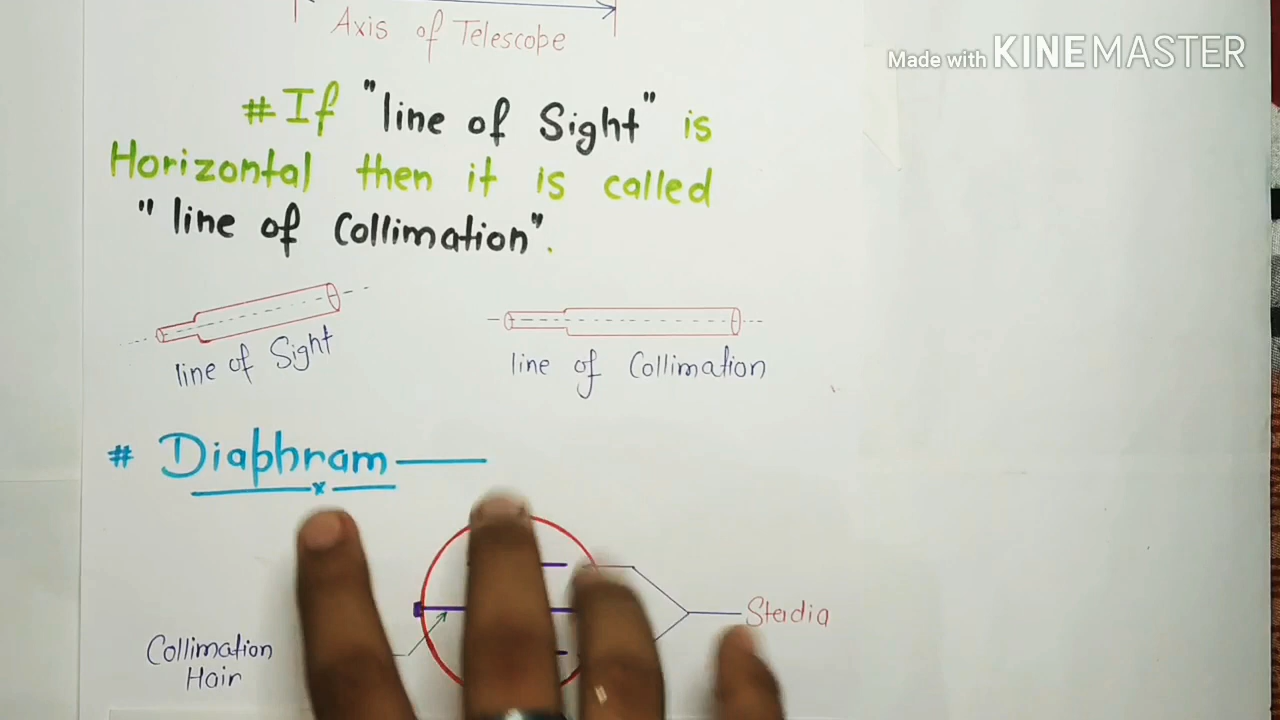 Axis of Telescope
Made with KINEMASTER
# If "line of Sight" is
Horizontal then it is called
"line of Collimation".
line of Sight
line of Collimation
# Diaphram
Stadia
Collimation
Hair